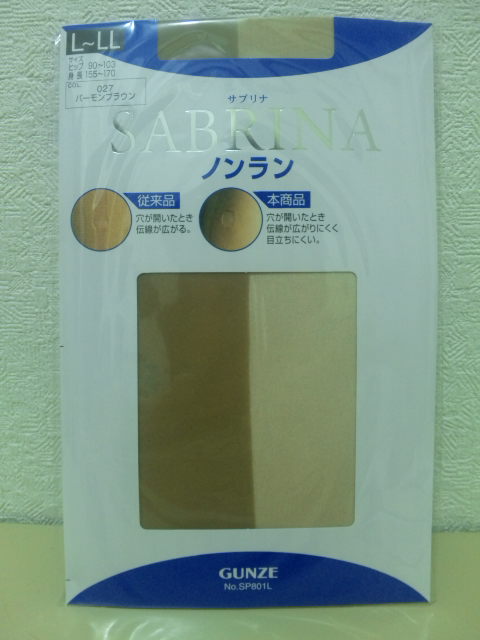 L~LL
サイズ
ヒップ 90~103
身長 155~170
COL.
027
バーモンブラウン
サブリナ
SABRINA
ノンラン
従来品
穴が開いたとき
伝線が広がる。
本商品
穴が開いたとき
伝線が広がりにくく
目立ちにくい。
GUNZE
No.SP801L